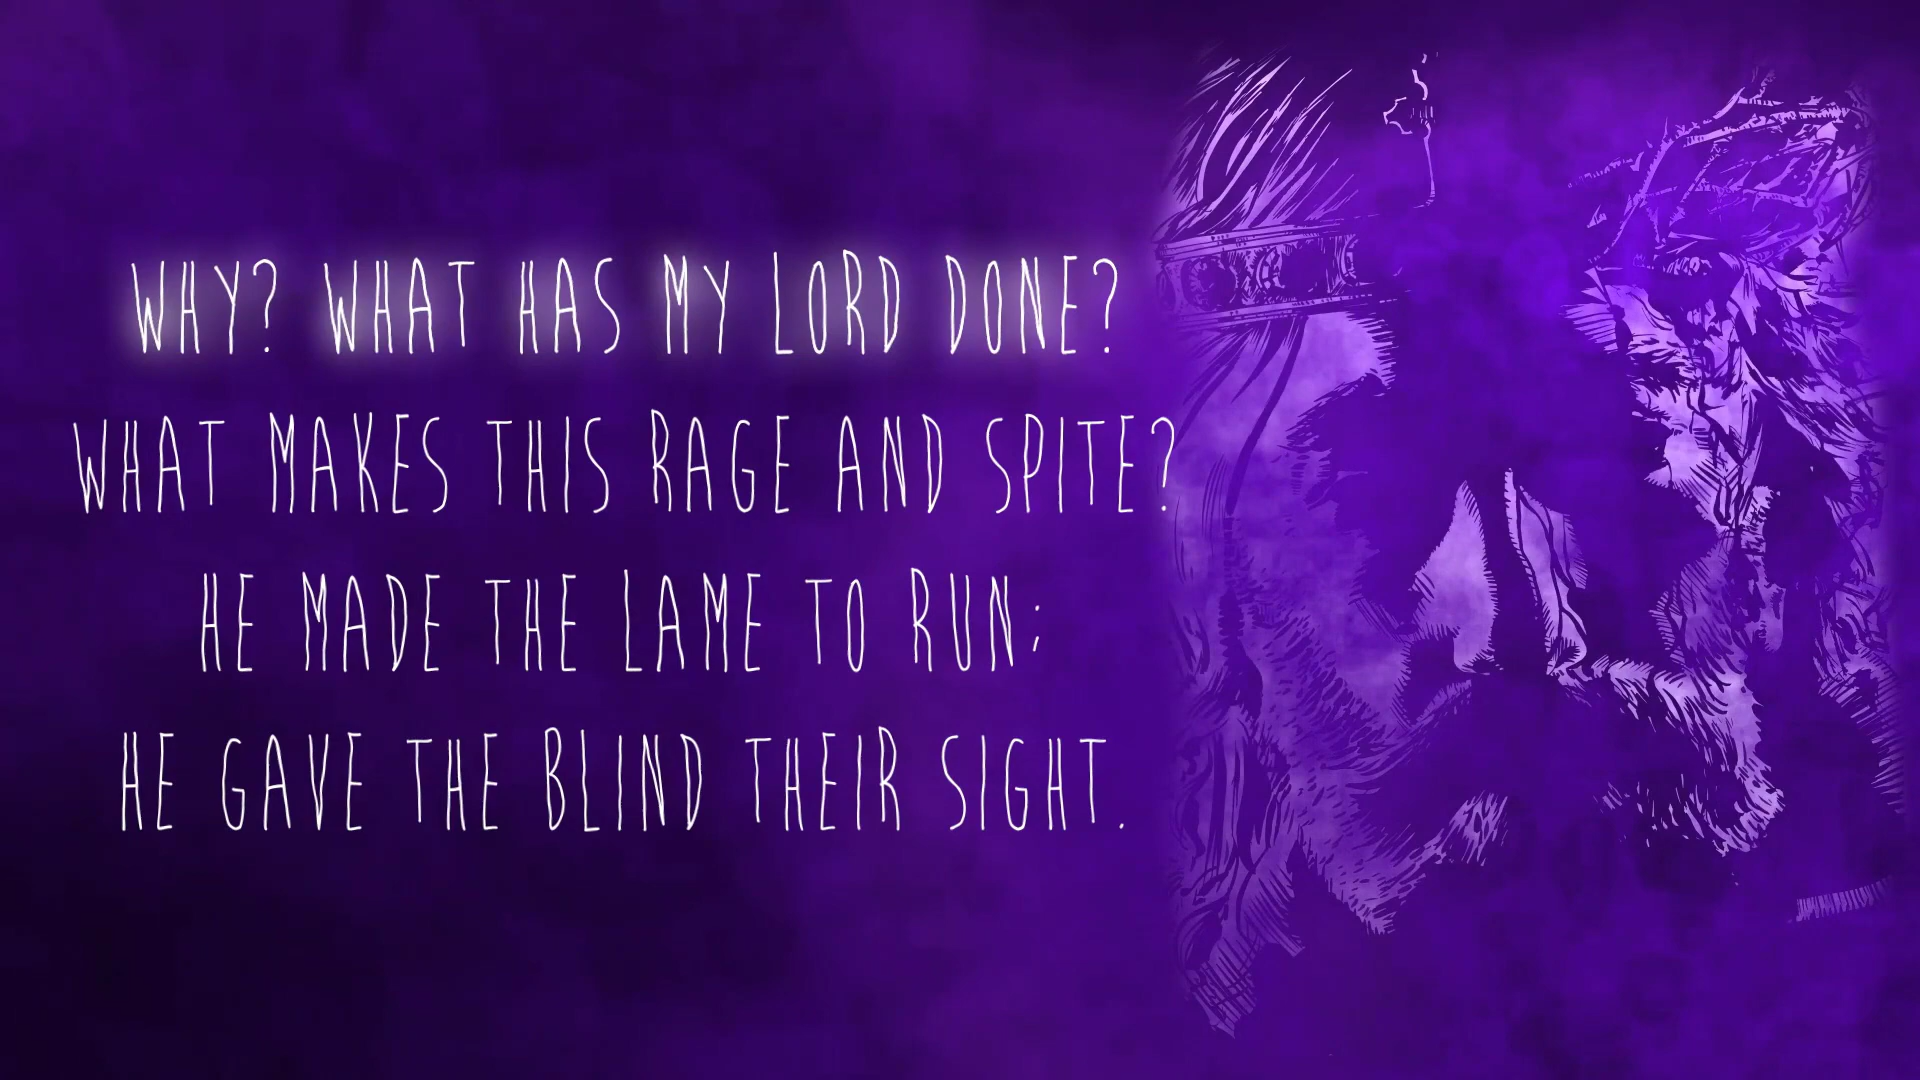 WHY? WHAT HAS MY LORD DONE?
WHAT MAKES THIS RAGE AND SPITE?
HE MADE THE LAME TO RUN;
HE GAVE THE BLIND THEIR SIGHT.